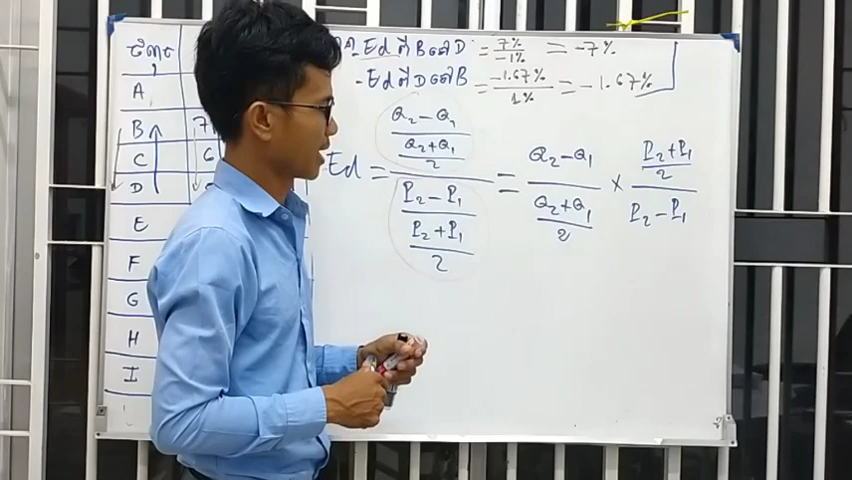 ចំណុច
A
B 7
C 6
D
E
F
G
H
I
Ed ពី B ទៅ D = 7% / -1% = -7%
- Ed ពី D ទៅ B = -1.67% / 1% = -1.67%
Ed = ((Q₂-Q₁) / ((Q₂+Q₁)/2)) / ((P₂-P₁) / ((P₂+P₁)/2)) = (Q₂-Q₁) / ((Q₂+Q₁)/2) × ((P₂+P₁)/2) / (P₂-P₁)